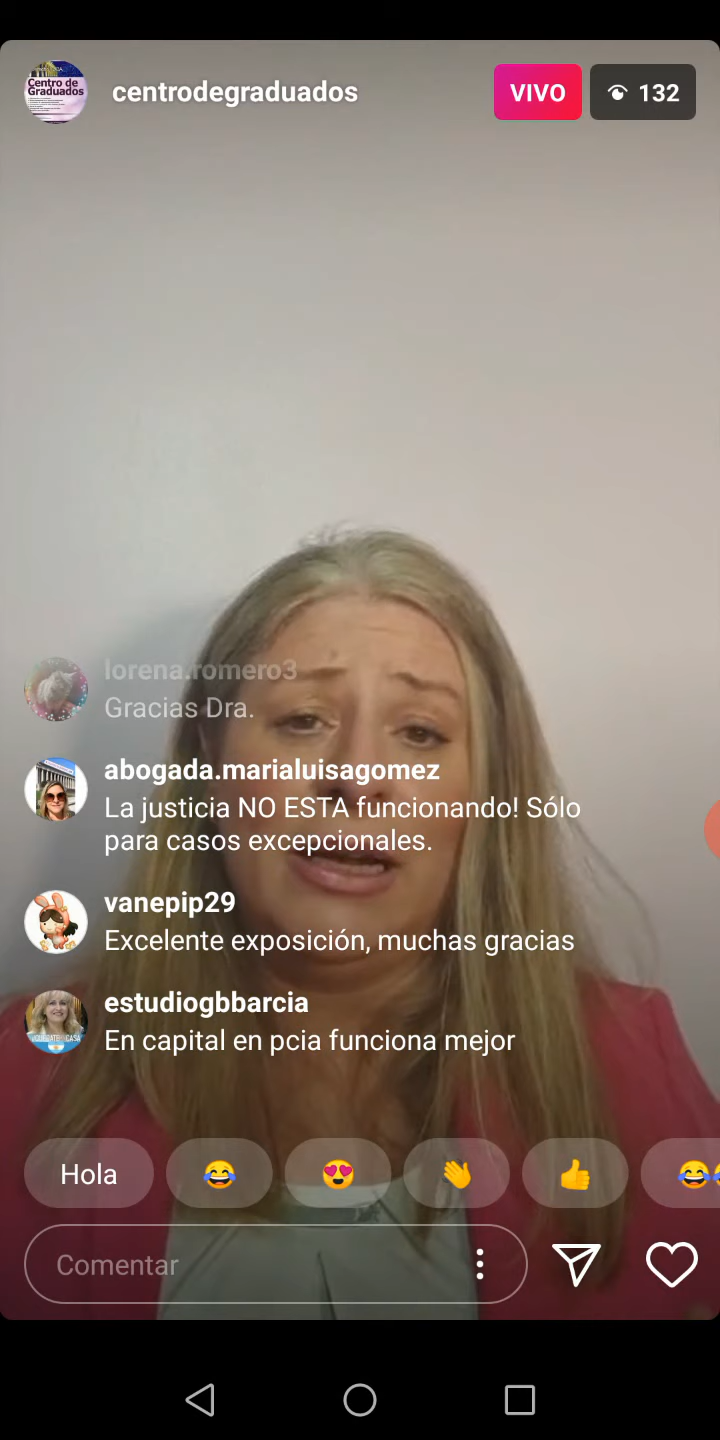 Centro de
Graduados
centrodegraduados
VIVO
132
lorena.romero3
Gracias Dra.
abogada.marialuisagomez
La justicia NO ESTA funcionando! Sólo
para casos excepcionales.
vanepip29
Excelente exposición, muchas gracias
estudiogbbarcia
En capital en pcia funciona mejor
Hola
Comentar